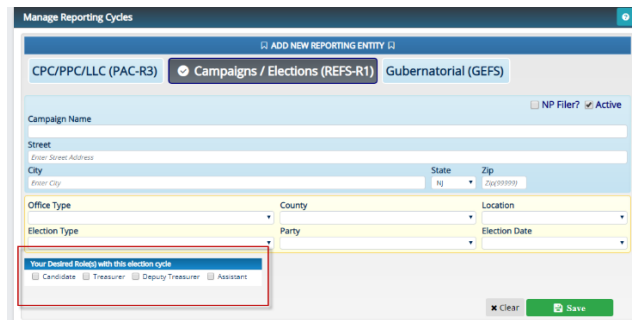 Manage Reporting Cycles
ADD NEW REPORTING ENTITY
CPC/PPC/LLC (PAC-R3) Campaigns / Elections (REFS-R1) Gubernatorial (GEFS)
NP Filer? Active
Campaign Name
Street
Enter Street Address
City State Zip
Enter City NJ Zip(99999)
Office Type County Location
Election Type Party Election Date
Your Desired Role(s) with this election cycle
Candidate Treasurer Deputy Treasurer Assistant
x Clear Save